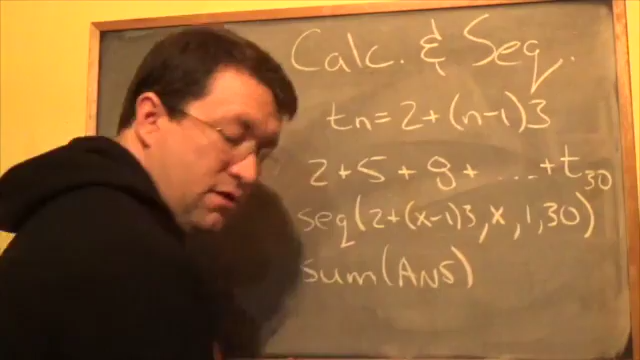 Calc. & Seq.
tn = 2 + (n-1)3
2 + 5 + 8 + ... + t30
seq(2+(x-1)3, x, 1, 30)
sum(Ans)